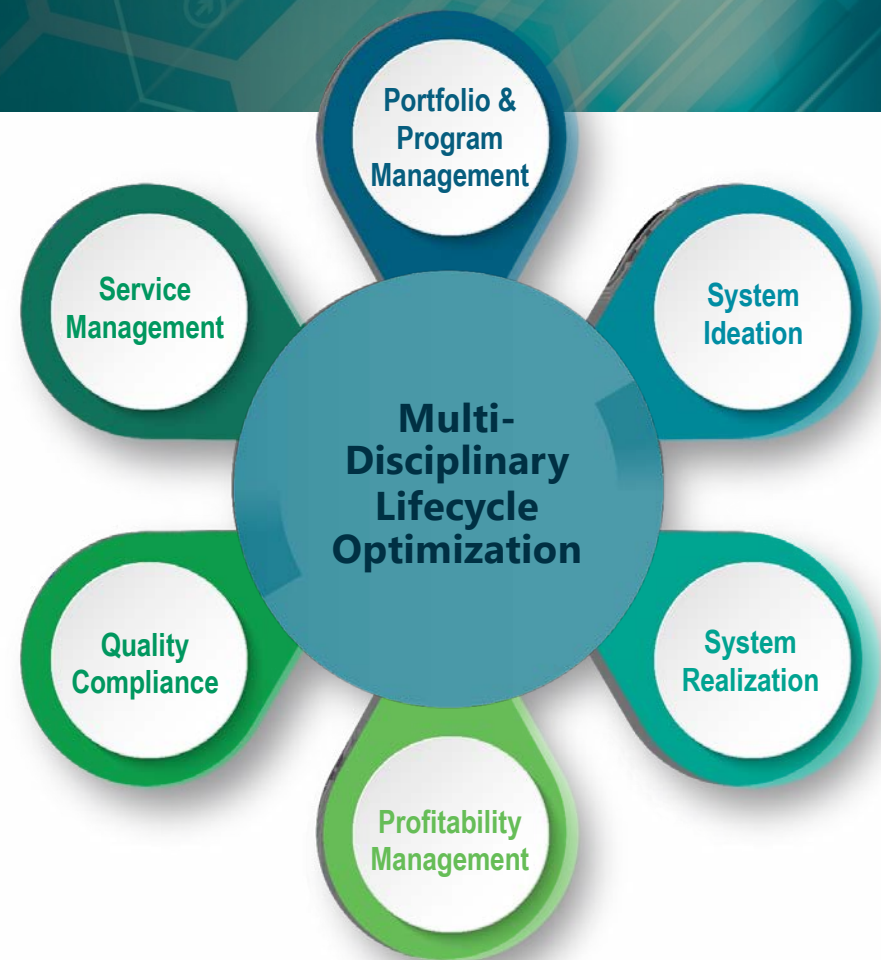 Portfolio &
Program
Management
System
Ideation
System
Realization
Profitability
Management
Quality
Compliance
Service
Management
Multi-
Disciplinary
Lifecycle
Optimization